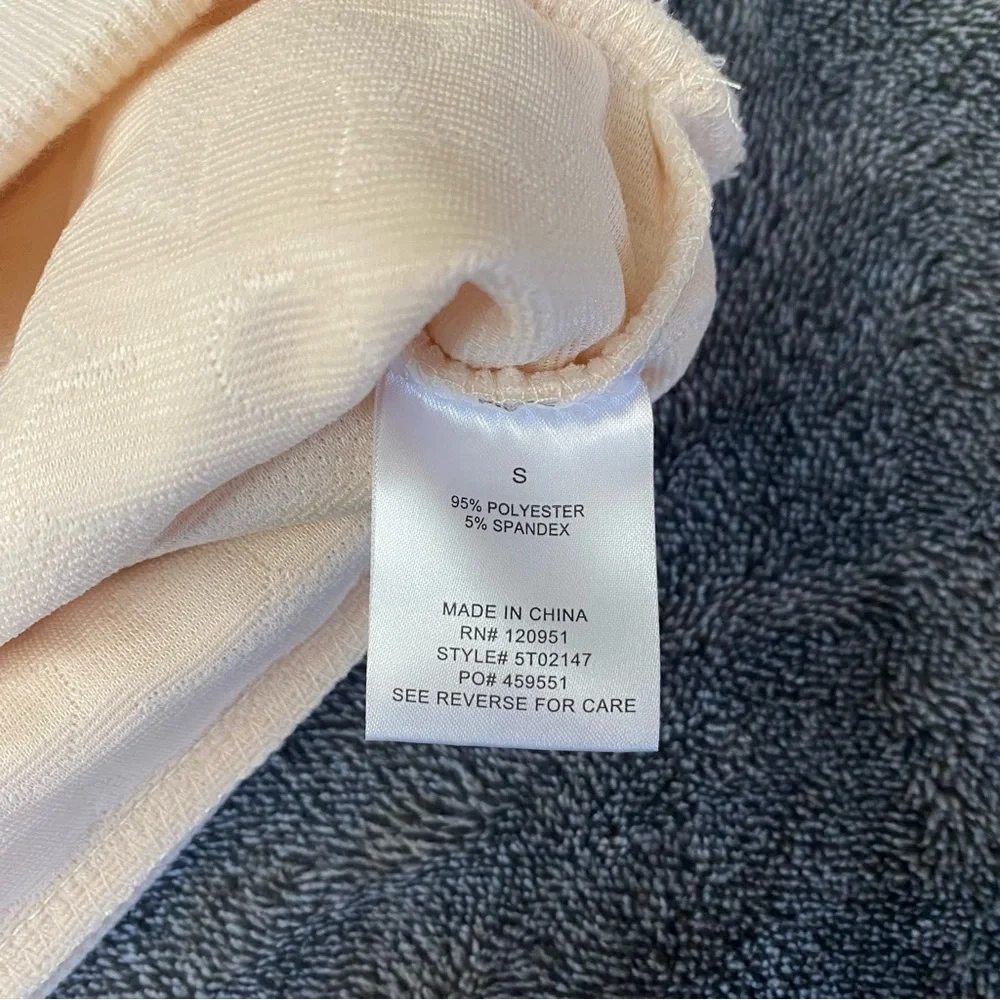 S
95% POLYESTER
5% SPANDEX
MADE IN CHINA
RN# 120951
STYLE# 5T02147
PO# 459551
SEE REVERSE FOR CARE